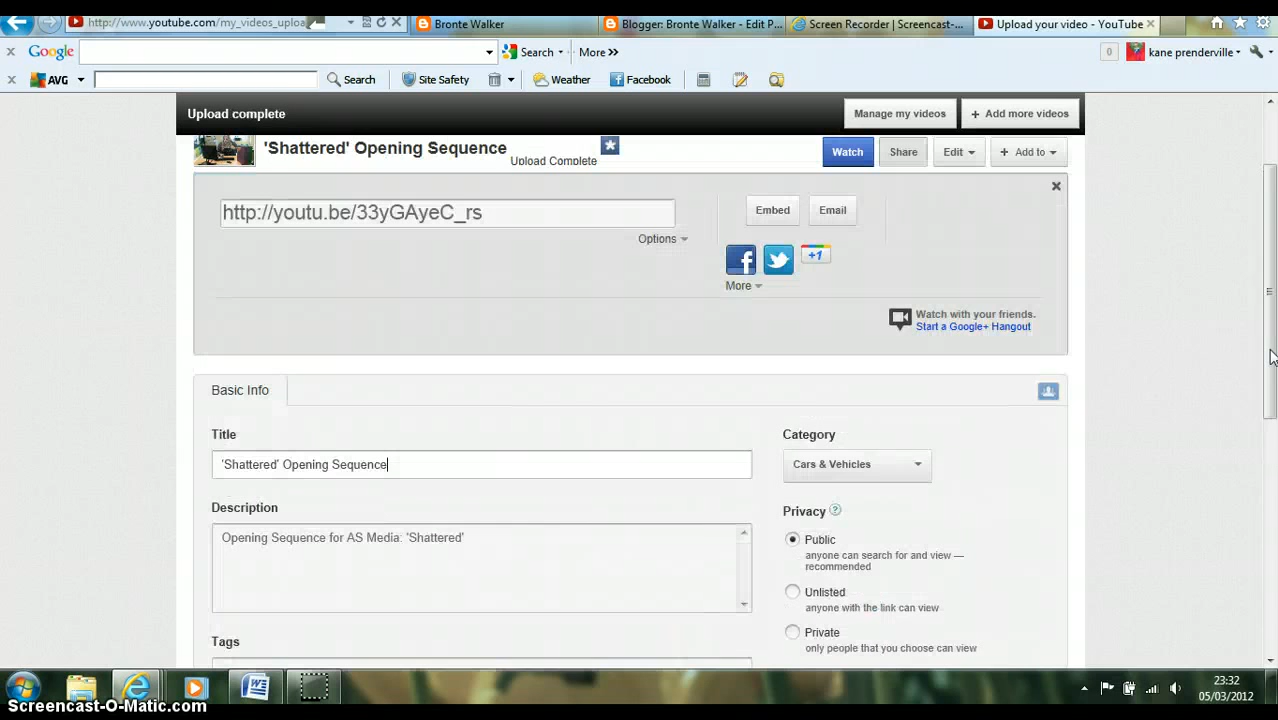 http://www.youtube.com/my_videos_uploa
Bronte Walker
Blogger: Bronte Walker - Edit P...
Screen Recorder | Screencast-...
Upload your video - YouTube
Google
Search
More »
0
kane prenderville
AVG
Search
Site Safety
Weather
Facebook
Upload complete
Manage my videos
+ Add more videos
'Shattered' Opening Sequence
Upload Complete
Watch
Share
Edit
+ Add to
http://youtu.be/33yGAyeC_rs
Options
Embed
Email
+1
More
Watch with your friends.
Start a Google+ Hangout
Basic Info
Title
'Shattered' Opening Sequence
Category
Cars & Vehicles
Description
Opening Sequence for AS Media: 'Shattered'
Privacy
Public
anyone can search for and view —
recommended
Unlisted
anyone with the link can view
Private
only people that you choose can view
Tags
23:32
05/03/2012
Screencast-O-Matic.com